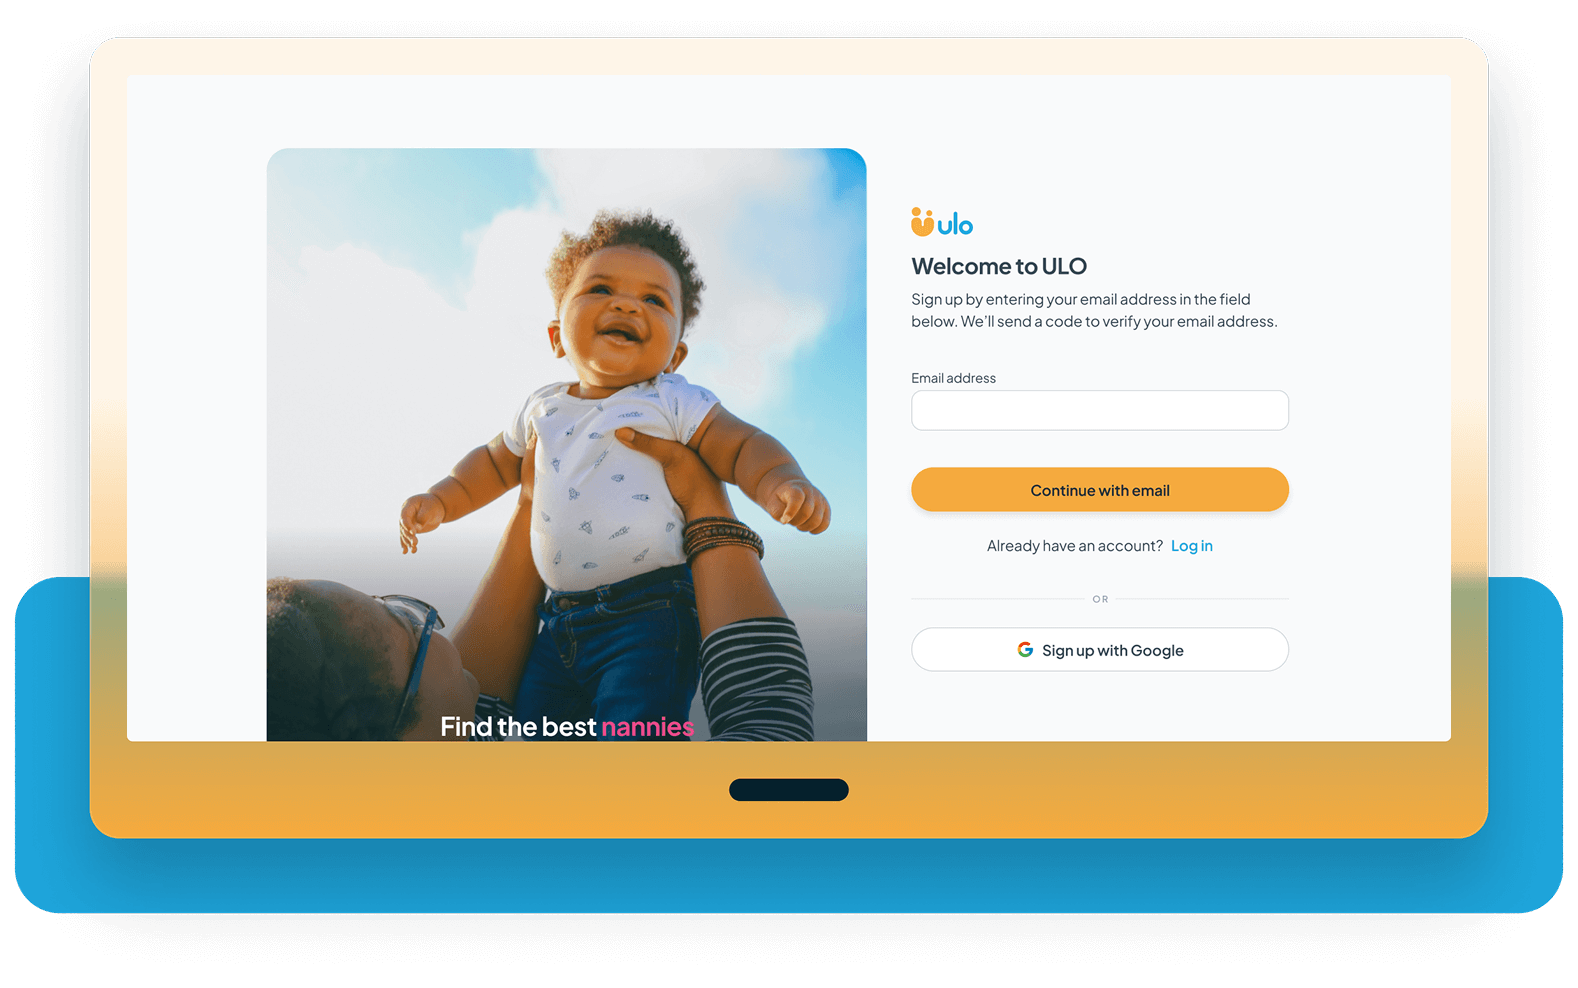 ulo
Welcome to ULO
Sign up by entering your email address in the field
below. We'll send a code to verify your email address.
Email address
Continue with email
Already have an account? Log in
OR
Sign up with Google
Find the best nannies